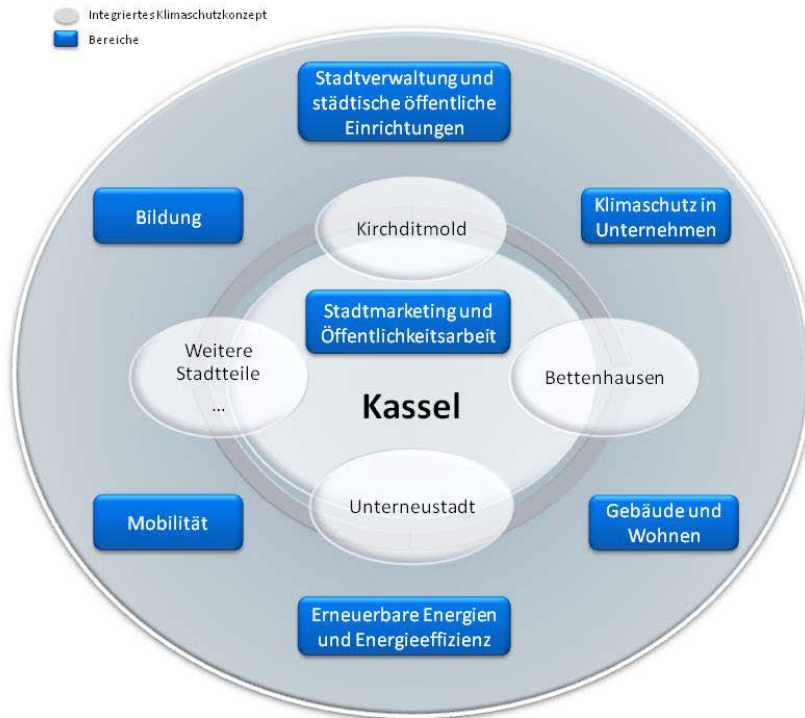 Integriertes Klimaschutzkonzept
Bereiche
Stadtverwaltung und
städtische öffentliche
Einrichtungen
Bildung
Kirchditmold
Klimaschutz in
Unternehmen
Stadtmarketing und
Öffentlichkeitsarbeit
Weitere
Stadtteile
...
Bettenhausen
Kassel
Unterneustadt
Mobilität
Gebäude und
Wohnen
Erneuerbare Energien
und Energieeffizienz